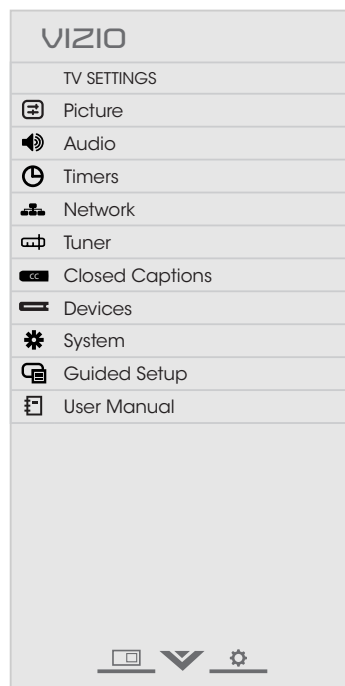 VIZIO
TV SETTINGS
Picture
Audio
Timers
Network
Tuner
CC
Closed Captions
Devices
System
Guided Setup
User Manual